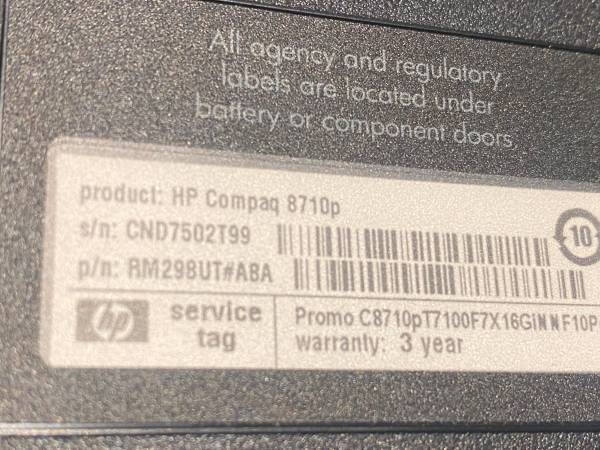 All agency and regulatory
labels are located under
battery or component doors.
product: HP Compaq 8710p
s/n: CND7502T99
10
p/n: RM298UT#ABA
hp
service
tag
Promo C8710pT7100F7X16GiNNF10P
warranty: 3 year